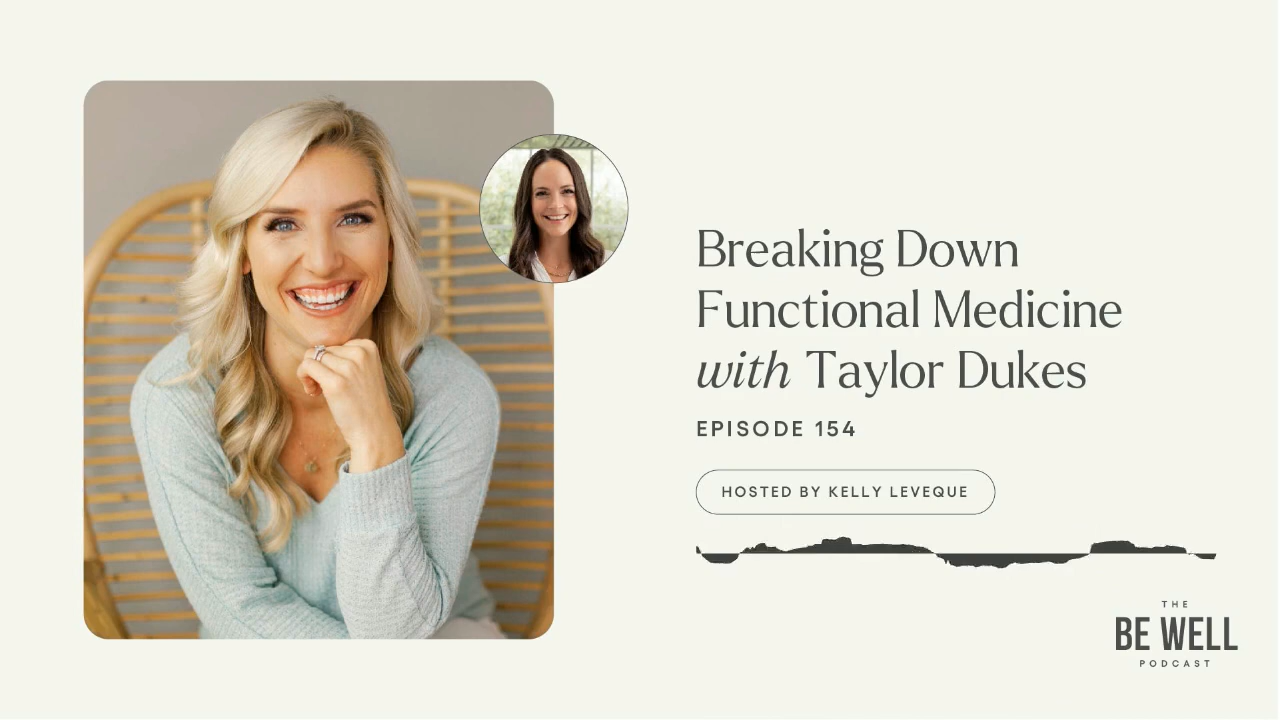 Breaking Down
Functional Medicine
with Taylor Dukes
EPISODE 154
HOSTED BY KELLY LEVEQUE
THE
BE WELL
PODCAST